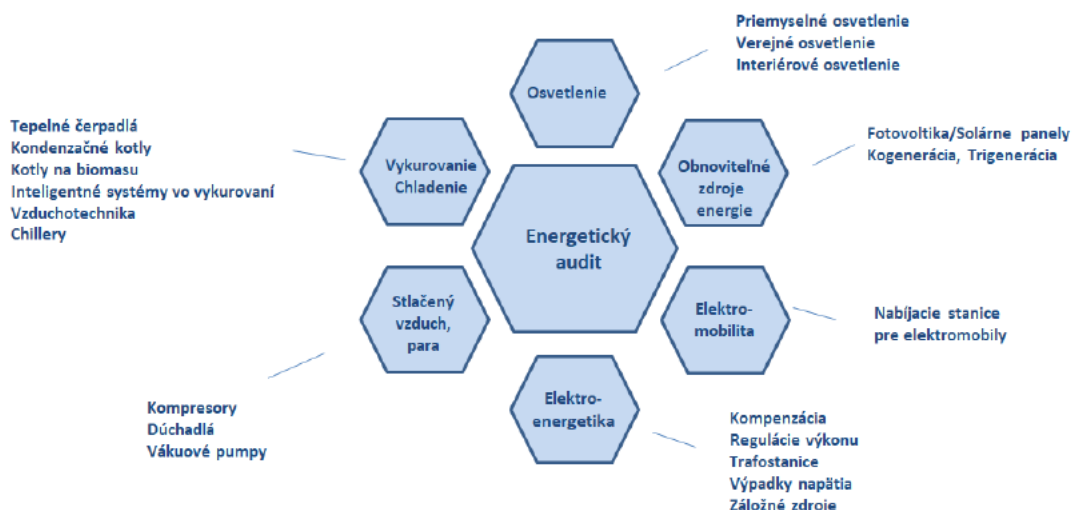 Priemyselné osvetlenie
Verejné osvetlenie
Interiérové osvetlenie
Osvetlenie
Tepelné čerpadlá
Kondenzačné kotly
Kotly na biomasu
Inteligentné systémy vo vykurovaní
Vzduchotechnika
Chillery
Vykurovanie
Chladenie
Obnoviteľné
zdroje
energie
Fotovoltika/Solárne panely
Kogenerácia, Trigenerácia
Energetický
audit
Stlačený
vzduch,
para
Elektro-
mobilita
Nabíjacie stanice
pre elektromobily
Kompresory
Dúchadlá
Vákuové pumpy
Elektro-
energetika
Kompenzácia
Regulácie výkonu
Trafostanice
Výpadky napätia
Záložné zdroje